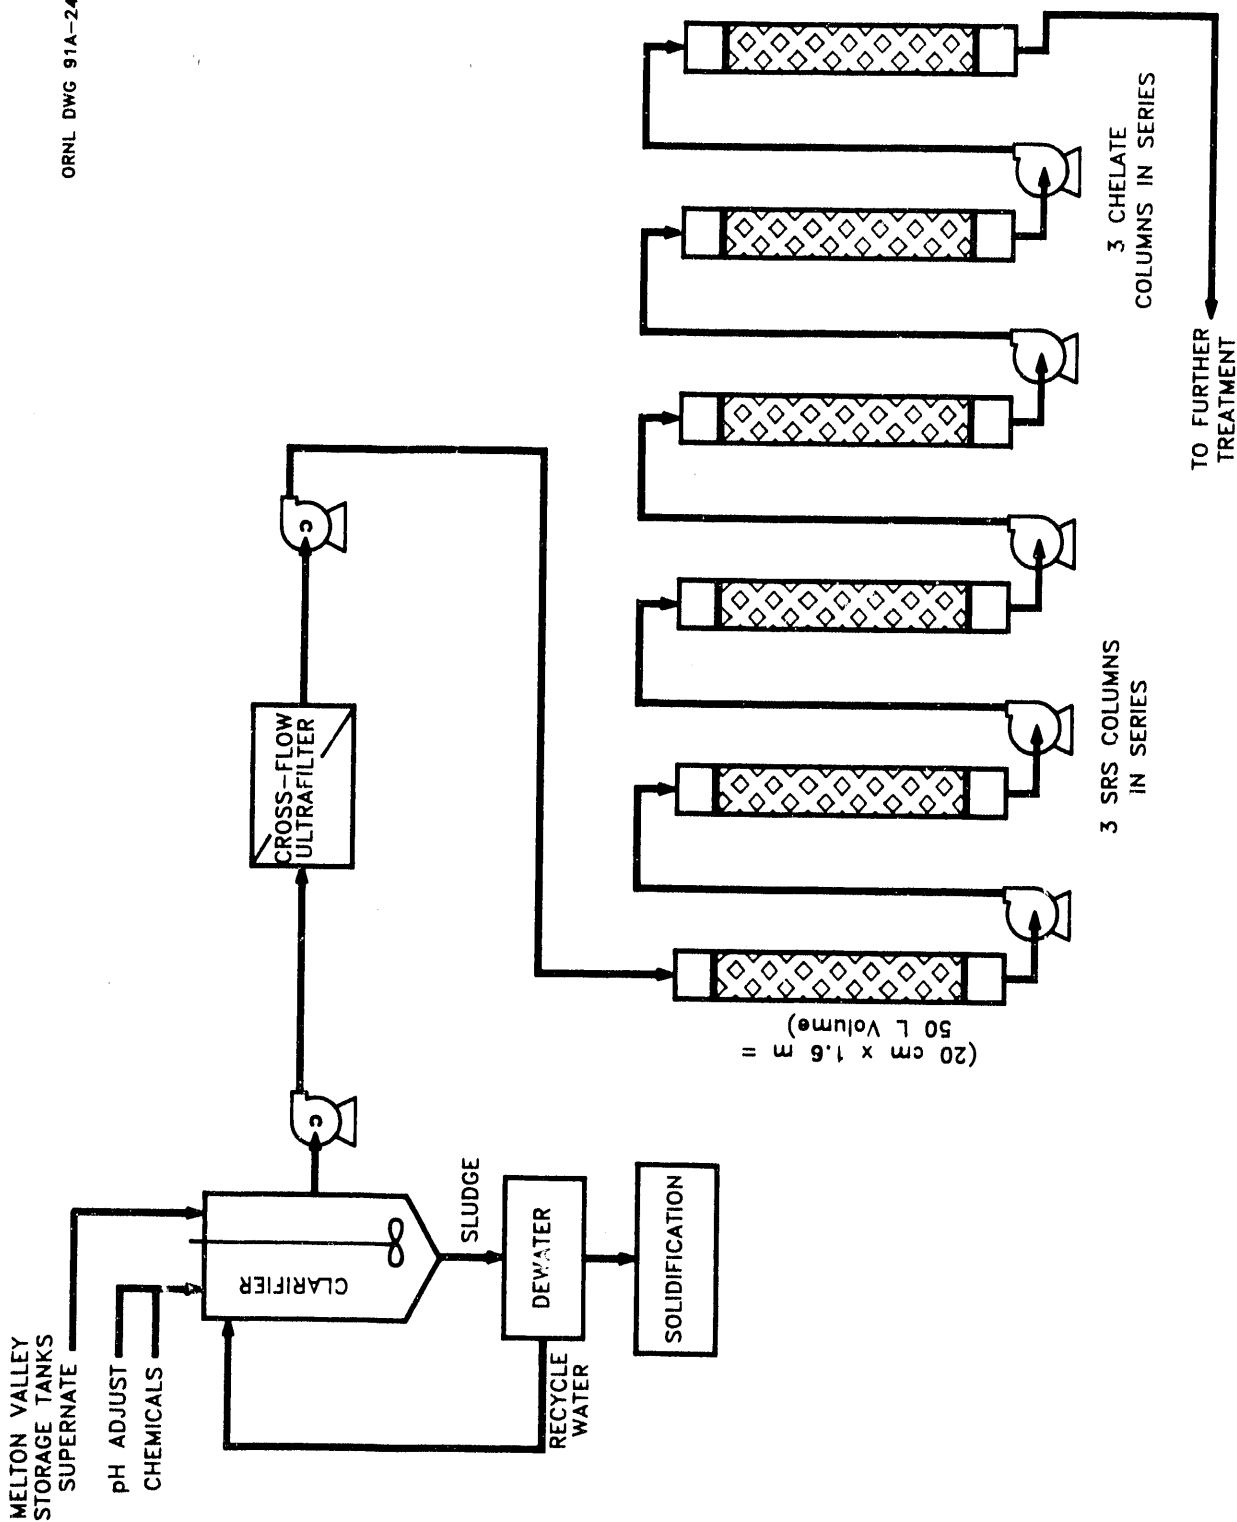 ORNL DWG 91A-24
MELTON VALLEY
STORAGE TANKS
SUPERNATE
pH ADJUST
CHEMICALS
CLARIFIER
SLUDGE
DEWATER
RECYCLE
WATER
SOLIDIFICATION
C
CROSS-FLOW
ULTRAFILTER
C
(20 cm x 1.6 m =
50 L Volume)
3 SRS COLUMNS
IN SERIES
3 CHELATE
COLUMNS IN SERIES
TO FURTHER
TREATMENT